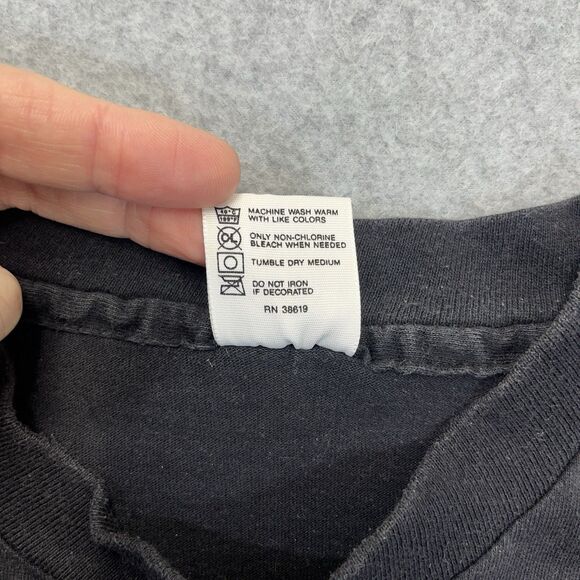 40°C
MACHINE WASH WARM
WITH LIKE COLORS
CL
ONLY NON-CHLORINE
BLEACH WHEN NEEDED
TUMBLE DRY MEDIUM
DO NOT IRON
IF DECORATED
RN 38619